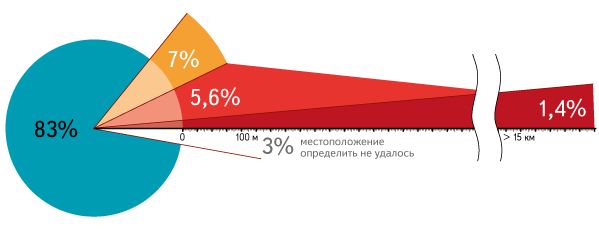 7%
5,6%
83%
1,4%
0
100 м
> 15 км
3%
местоположение
определить не удалось